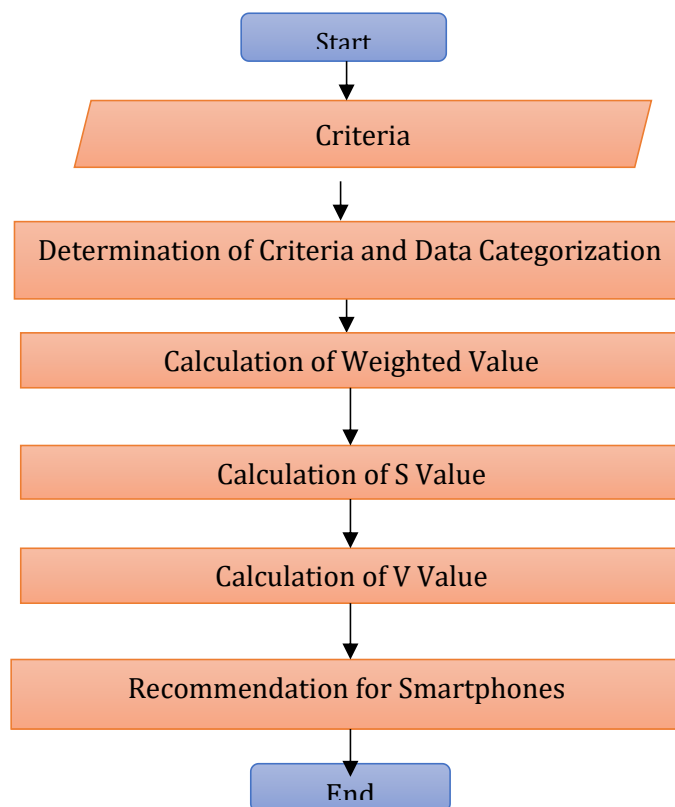 Start
Criteria
Determination of Criteria and Data Categorization
Calculation of Weighted Value
Calculation of S Value
Calculation of V Value
Recommendation for Smartphones
End